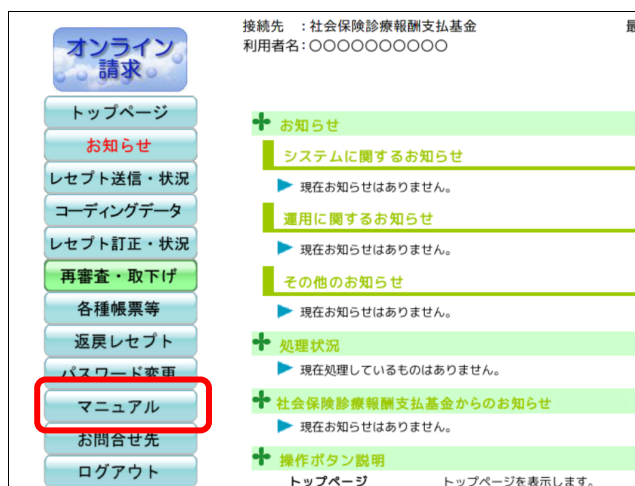 接続先　：社会保険診療報酬支払基金
最
利用者名：○○○○○○○○○○
オンライン
請求
トップページ
お知らせ
レセプト送信・状況
コーディングデータ
レセプト訂正・状況
再審査・取下げ
各種帳票等
返戻レセプト
パスワード変更
マニュアル
お問合せ先
ログアウト
お知らせ
システムに関するお知らせ
現在お知らせはありません。
運用に関するお知らせ
現在お知らせはありません。
その他のお知らせ
現在お知らせはありません。
処理状況
現在処理しているものはありません。
社会保険診療報酬支払基金からのお知らせ
現在お知らせはありません。
操作ボタン説明
トップページ　トップページを表示します。